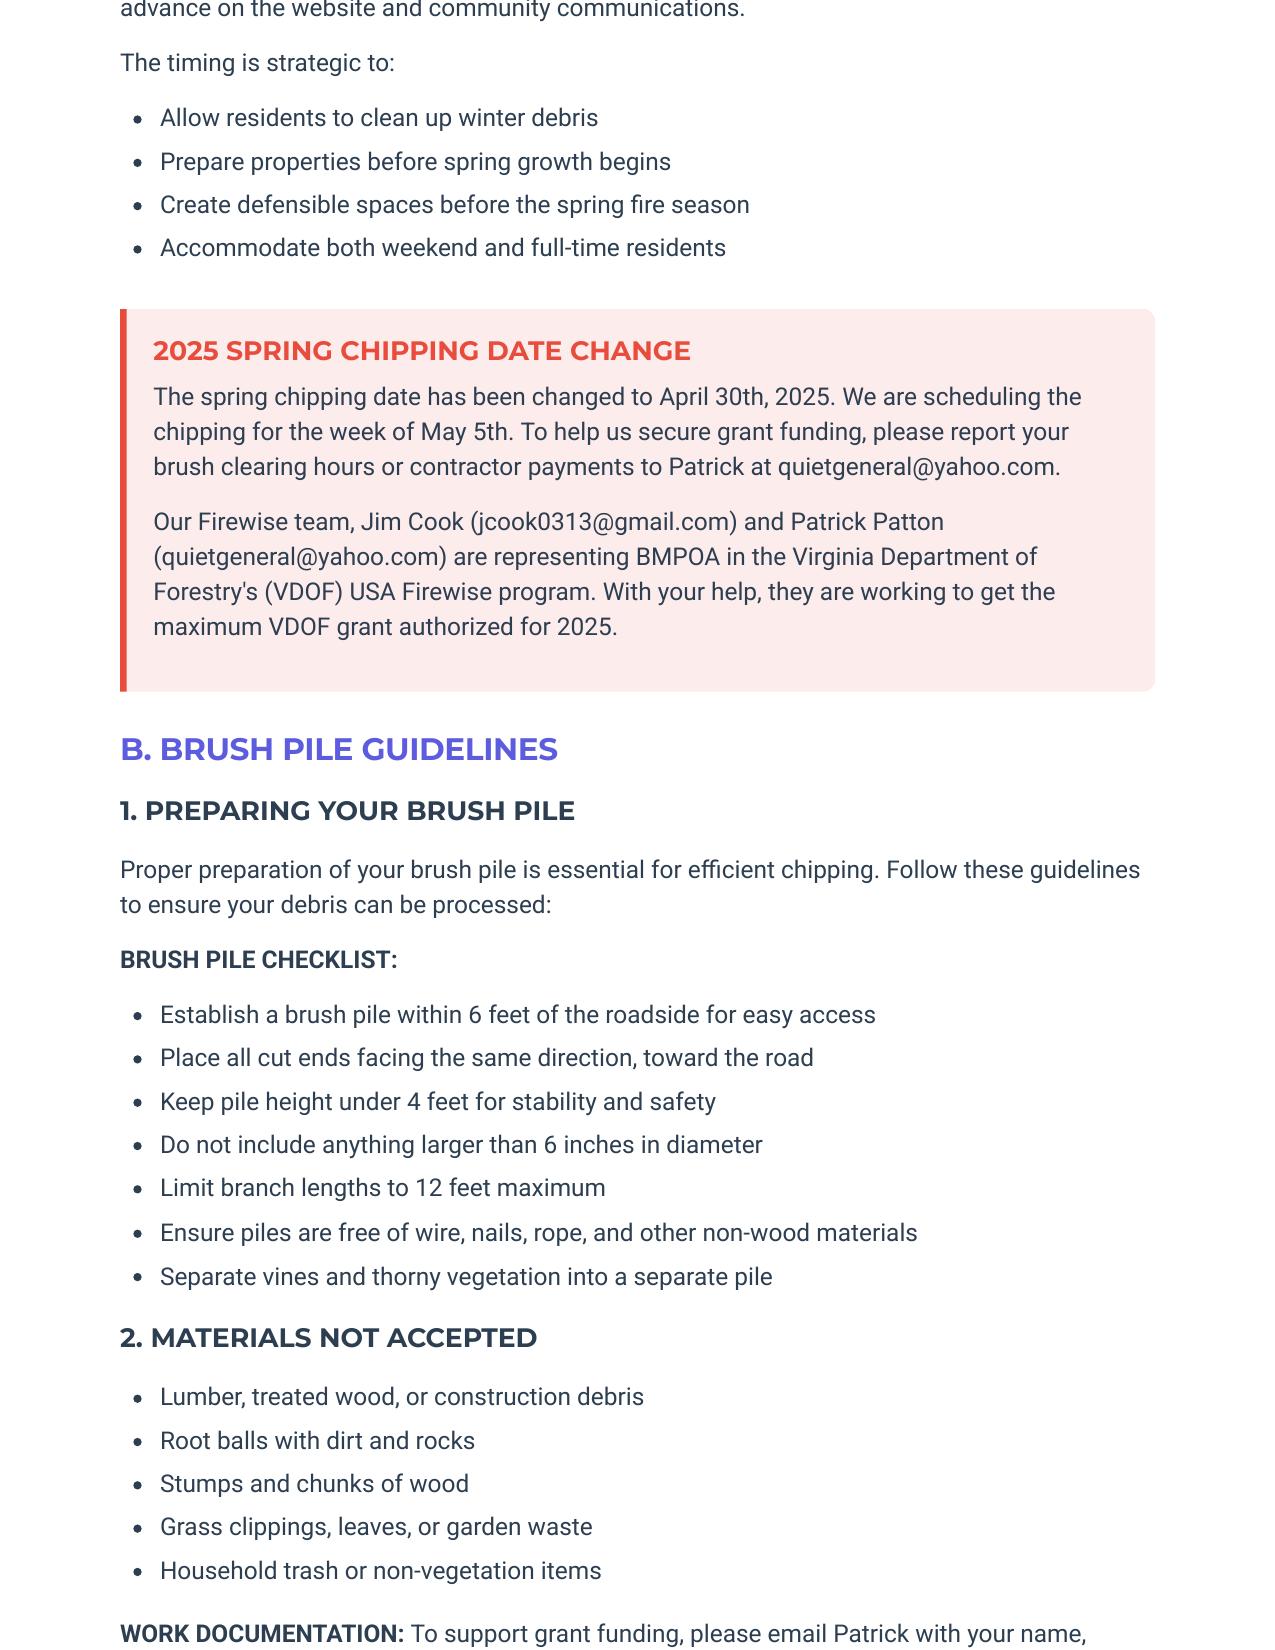 advance on the website and community communications.
The timing is strategic to:
• Allow residents to clean up winter debris
• Prepare properties before spring growth begins
• Create defensible spaces before the spring fire season
• Accommodate both weekend and full-time residents
2025 SPRING CHIPPING DATE CHANGE
The spring chipping date has been changed to April 30th, 2025. We are scheduling the
chipping for the week of May 5th. To help us secure grant funding, please report your
brush clearing hours or contractor payments to Patrick at quietgeneral@yahoo.com.
Our Firewise team, Jim Cook (jcook0313@gmail.com) and Patrick Patton
(quietgeneral@yahoo.com) are representing BMPOA in the Virginia Department of
Forestry's (VDOF) USA Firewise program. With your help, they are working to get the
maximum VDOF grant authorized for 2025.
B. BRUSH PILE GUIDELINES
1. PREPARING YOUR BRUSH PILE
Proper preparation of your brush pile is essential for efficient chipping. Follow these guidelines
to ensure your debris can be processed:
BRUSH PILE CHECKLIST:
• Establish a brush pile within 6 feet of the roadside for easy access
• Place all cut ends facing the same direction, toward the road
• Keep pile height under 4 feet for stability and safety
• Do not include anything larger than 6 inches in diameter
• Limit branch lengths to 12 feet maximum
• Ensure piles are free of wire, nails, rope, and other non-wood materials
• Separate vines and thorny vegetation into a separate pile
2. MATERIALS NOT ACCEPTED
• Lumber, treated wood, or construction debris
• Root balls with dirt and rocks
• Stumps and chunks of wood
• Grass clippings, leaves, or garden waste
• Household trash or non-vegetation items
WORK DOCUMENTATION: To support grant funding, please email Patrick with your name,